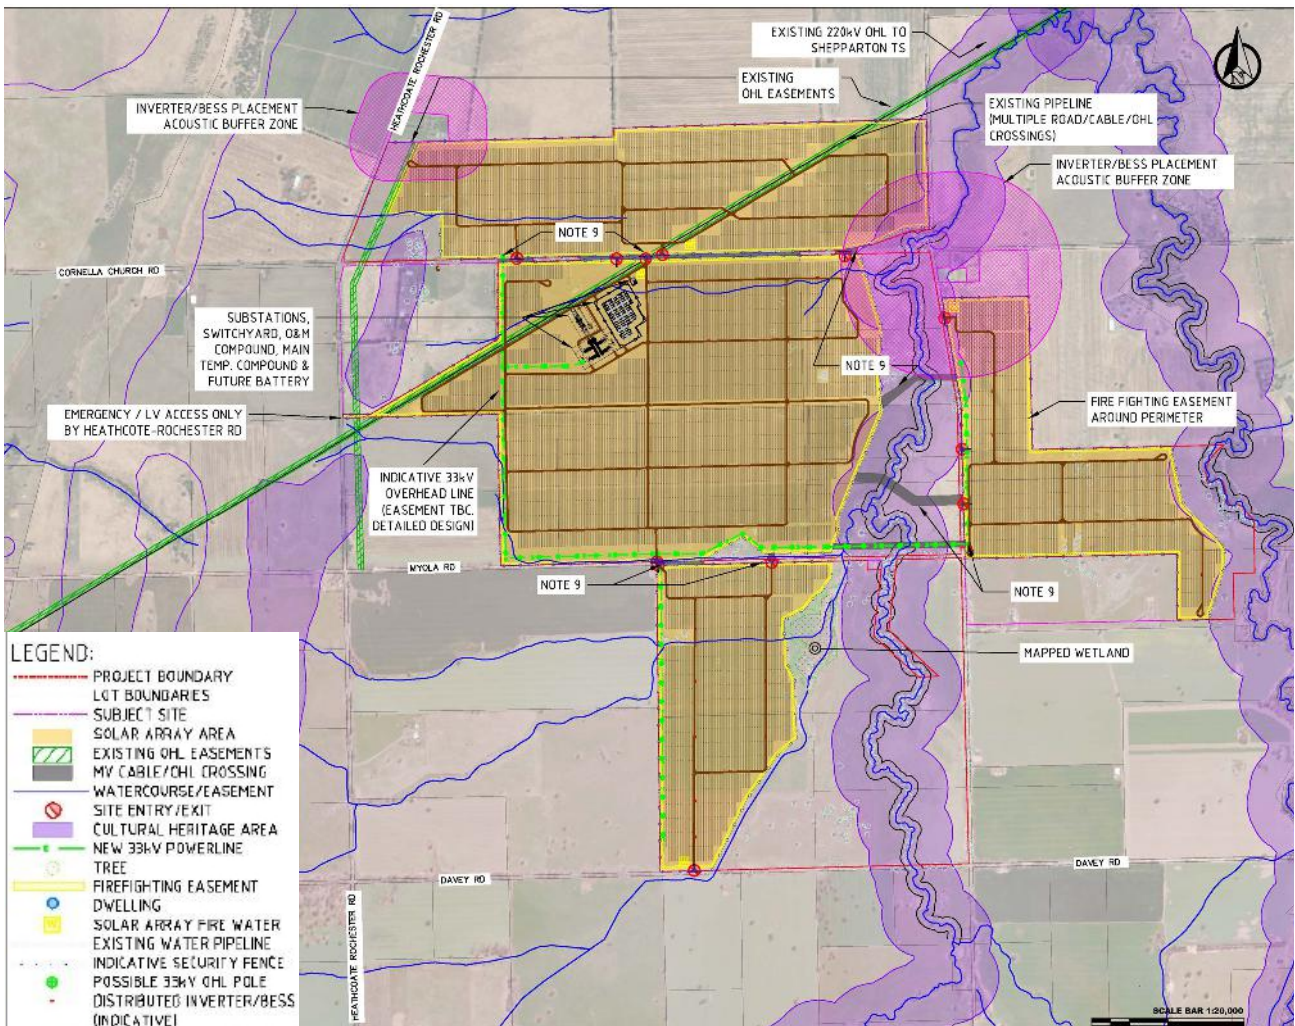 EXISTING 220kV OHL TO
SHEPPARTON TS
EXISTING
OHL EASEMENTS
EXISTING PIPELINE
(MULTIPLE ROAD/CABLE/OHL
CROSSINGS)
INVERTER/BESS PLACEMENT
ACOUSTIC BUFFER ZONE
HEATHCOATE ROCHESTER RD
INVERTER/BESS PLACEMENT
ACOUSTIC BUFFER ZONE
NOTE 9
CORNELLA CHURCH RD
SUBSTATIONS,
SWITCHYARD, O&M
COMPOUND, MAIN
TEMP. COMPOUND &
FUTURE BATTERY
NOTE 9
EMERGENCY / LV ACCESS ONLY
BY HEATHCOTE-ROCHESTER RD
FIRE FIGHTING EASEMENT
AROUND PERIMETER
INDICATIVE 33kV
OVERHEAD LINE
(EASEMENT TBC.
DETAILED DESIGN)
MYOLA RD
NOTE 9
NOTE 9
MAPPED WETLAND
LEGEND:
PROJECT BOUNDARY
LOT BOUNDARIES
SUBJECT SITE
SOLAR ARRAY AREA
EXISTING OHL EASEMENTS
MV CABLE/OHL CROSSING
WATERCOURSE/EASEMENT
SITE ENTRY/EXIT
CULTURAL HERITAGE AREA
NEW 33kV POWERLINE
TREE
FIREFIGHTING EASEMENT
DWELLING
SOLAR ARRAY FIRE WATER
EXISTING WATER PIPELINE
INDICATIVE SECURITY FENCE
POSSIBLE 33kV OHL POLE
DISTRIBUTED INVERTER/BESS
(INDICATIVE)
HEATHCOATE ROCHESTER RD
DAVEY RD
DAVEY RD
SCALE BAR 1:20,000